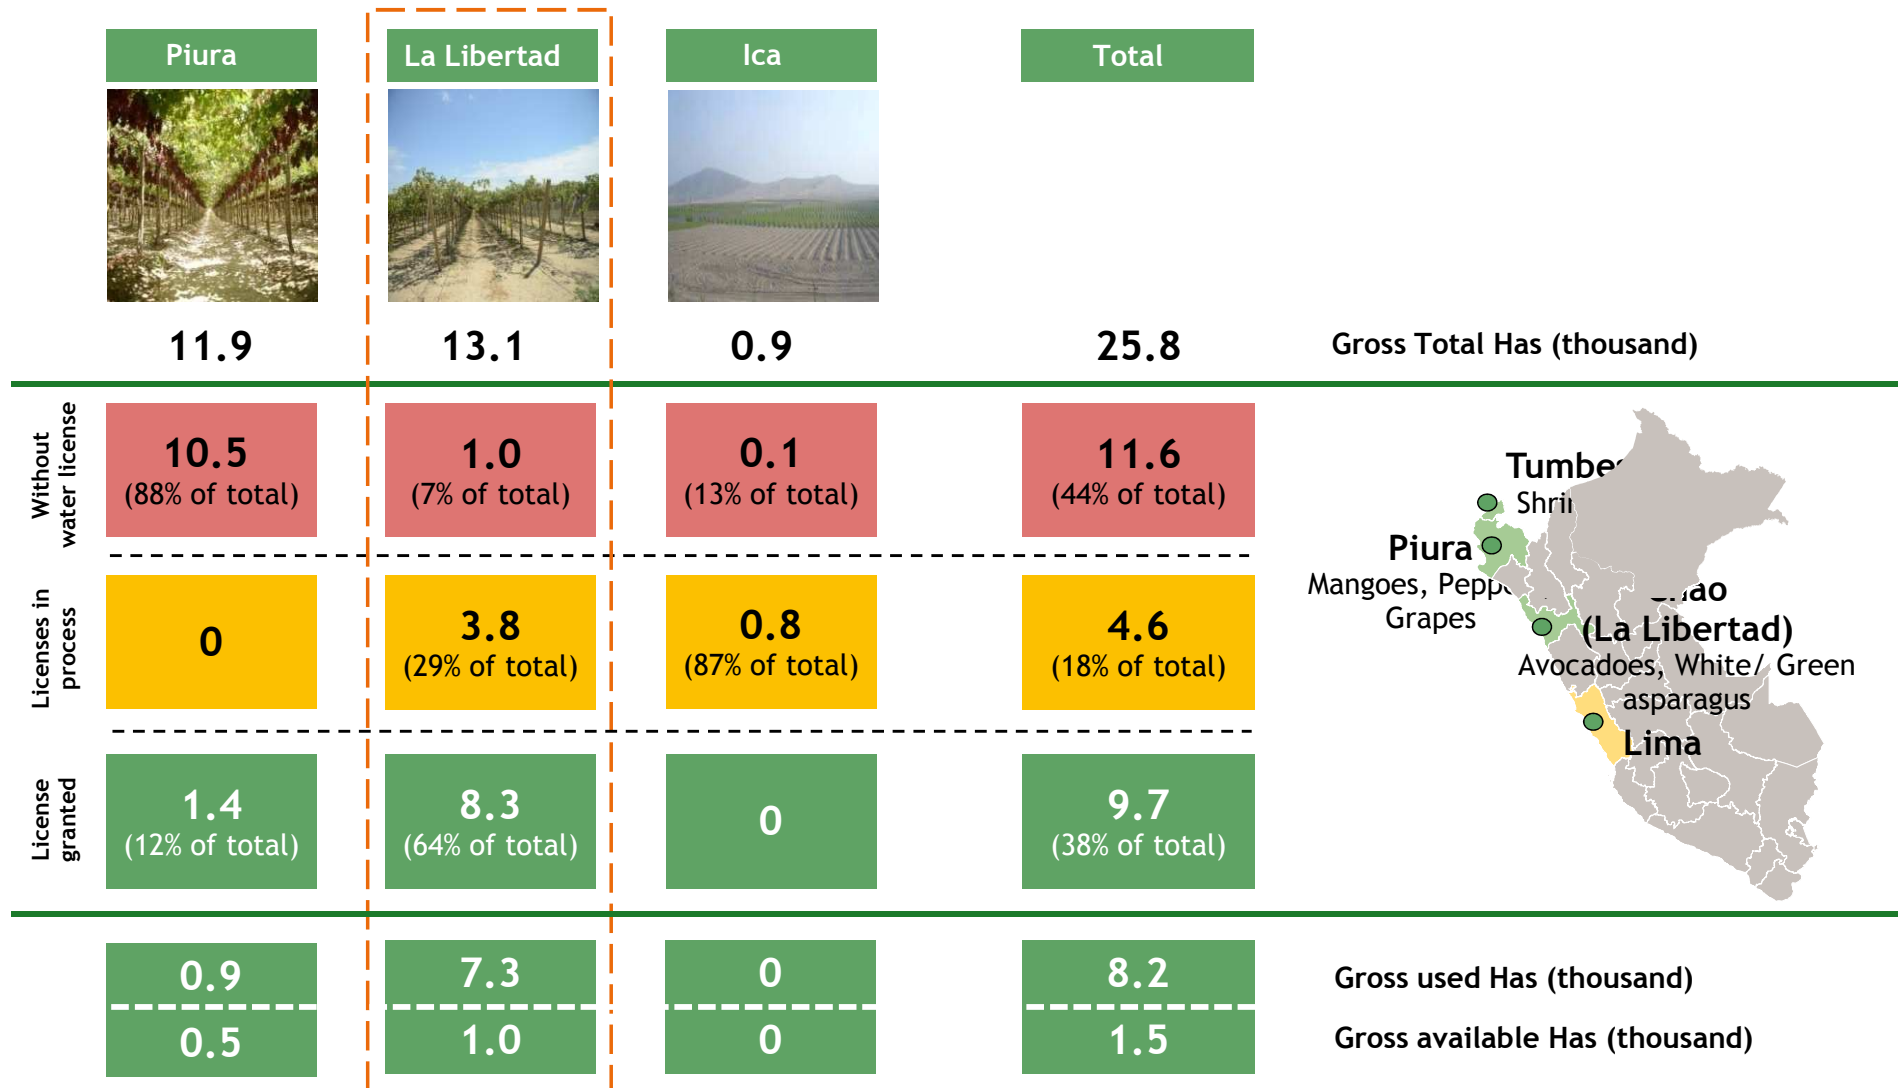 Piura
La Libertad
Ica
Total
11.9
13.1
0.9
25.8
Gross Total Has (thousand)
Without
water license
10.5
(88% of total)
1.0
(7% of total)
0.1
(13% of total)
11.6
(44% of total)
Licenses in
process
0
3.8
(29% of total)
0.8
(87% of total)
4.6
(18% of total)
License
granted
1.4
(12% of total)
8.3
(64% of total)
0
9.7
(38% of total)
Piura
Mangoes,
Grapes
(La Libertad)
Avocadoes, White/ Green
asparagus
Lima
0.9
7.3
0
8.2
Gross used Has (thousand)
0.5
1.0
0
1.5
Gross available Has (thousand)